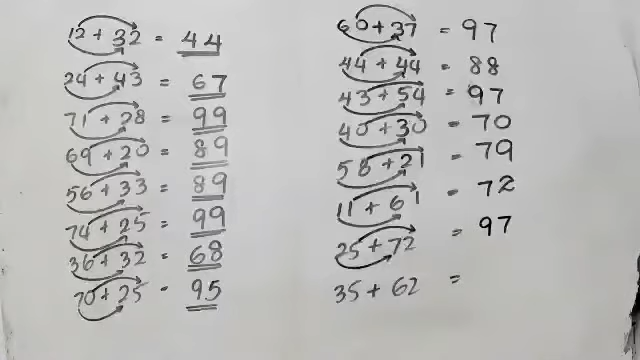 12 + 32 = 44
24 + 43 = 67
71 + 28 = 99
69 + 20 = 89
56 + 33 = 89
74 + 25 = 99
36 + 32 = 68
70 + 25 = 95
60 + 37 = 97
44 + 44 = 88
43 + 54 = 97
40 + 30 = 70
58 + 21 = 79
11 + 61 = 72
25 + 72 = 97
35 + 62 =